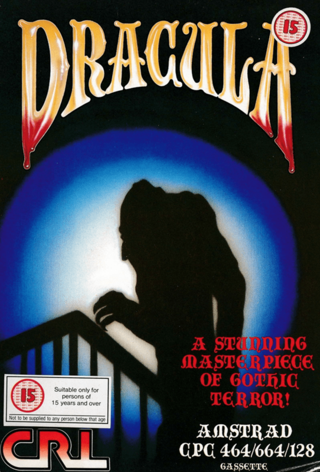 DRACULA
15
A STUNNING
MASTERPIECE
OF GOTHIC
TERROR!
15
Suitable only for
persons of
15 years and over
Not to be supplied to any person below that age
CRL
AMSTRAD
CPC 464/664/128
CASSETTE